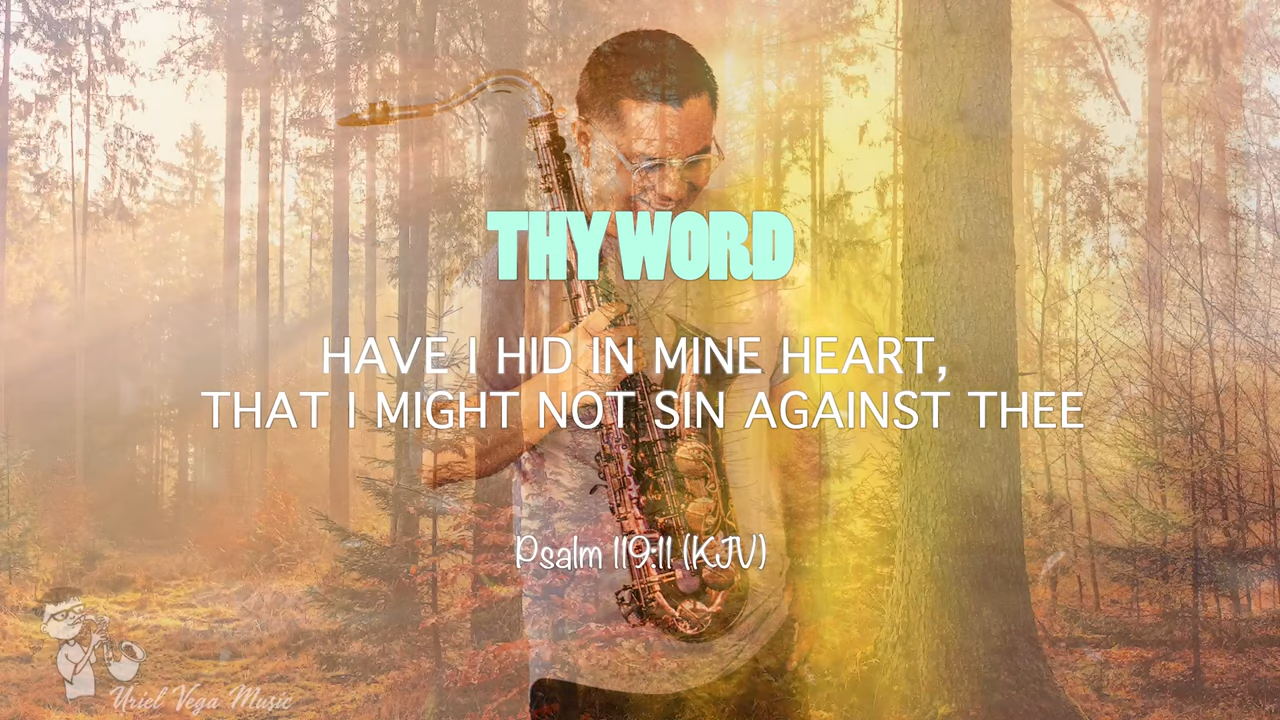 THY WORD
HAVE I HID IN MINE HEART,
THAT I MIGHT NOT SIN AGAINST THEE
Psalm 119:11 (KJV)
Uriel Vega Music